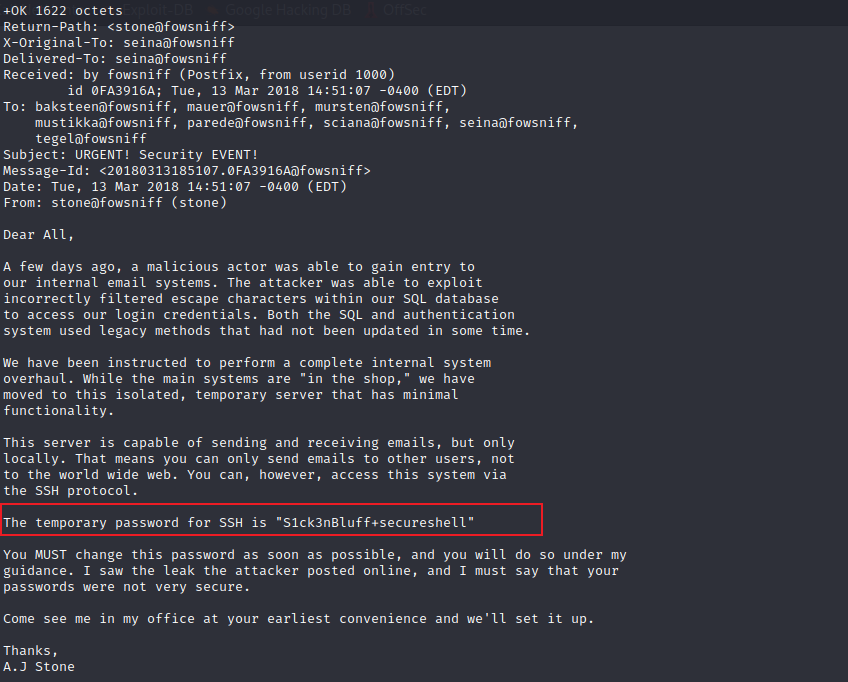 Exploit-DB Google Hacking DB OffSec
+OK 1622 octets
Return-Path: <stone@fowsniff>
X-Original-To: seina@fowsniff
Delivered-To: seina@fowsniff
Received: by fowsniff (Postfix, from userid 1000)
id 0FA3916A; Tue, 13 Mar 2018 14:51:07 -0400 (EDT)
To: baksteen@fowsniff, mauer@fowsniff, mursten@fowsniff,
mustikka@fowsniff, parede@fowsniff, sciana@fowsniff, seina@fowsniff,
tegel@fowsniff
Subject: URGENT! Security EVENT!
Message-Id: <20180313185107.0FA3916A@fowsniff>
Date: Tue, 13 Mar 2018 14:51:07 -0400 (EDT)
From: stone@fowsniff (stone)
Dear All,
A few days ago, a malicious actor was able to gain entry to
our internal email systems. The attacker was able to exploit
incorrectly filtered escape characters within our SQL database
to access our login credentials. Both the SQL and authentication
system used legacy methods that had not been updated in some time.
We have been instructed to perform a complete internal system
overhaul. While the main systems are "in the shop," we have
moved to this isolated, temporary server that has minimal
functionality.
This server is capable of sending and receiving emails, but only
locally. That means you can only send emails to other users, not
to the world wide web. You can, however, access this system via
the SSH protocol.
The temporary password for SSH is "S1ck3nBluff+secureshell"
You MUST change this password as soon as possible, and you will do so under my
guidance. I saw the leak the attacker posted online, and I must say that your
passwords were not very secure.
Come see me in my office at your earliest convenience and we'll set it up.
Thanks,
A.J Stone